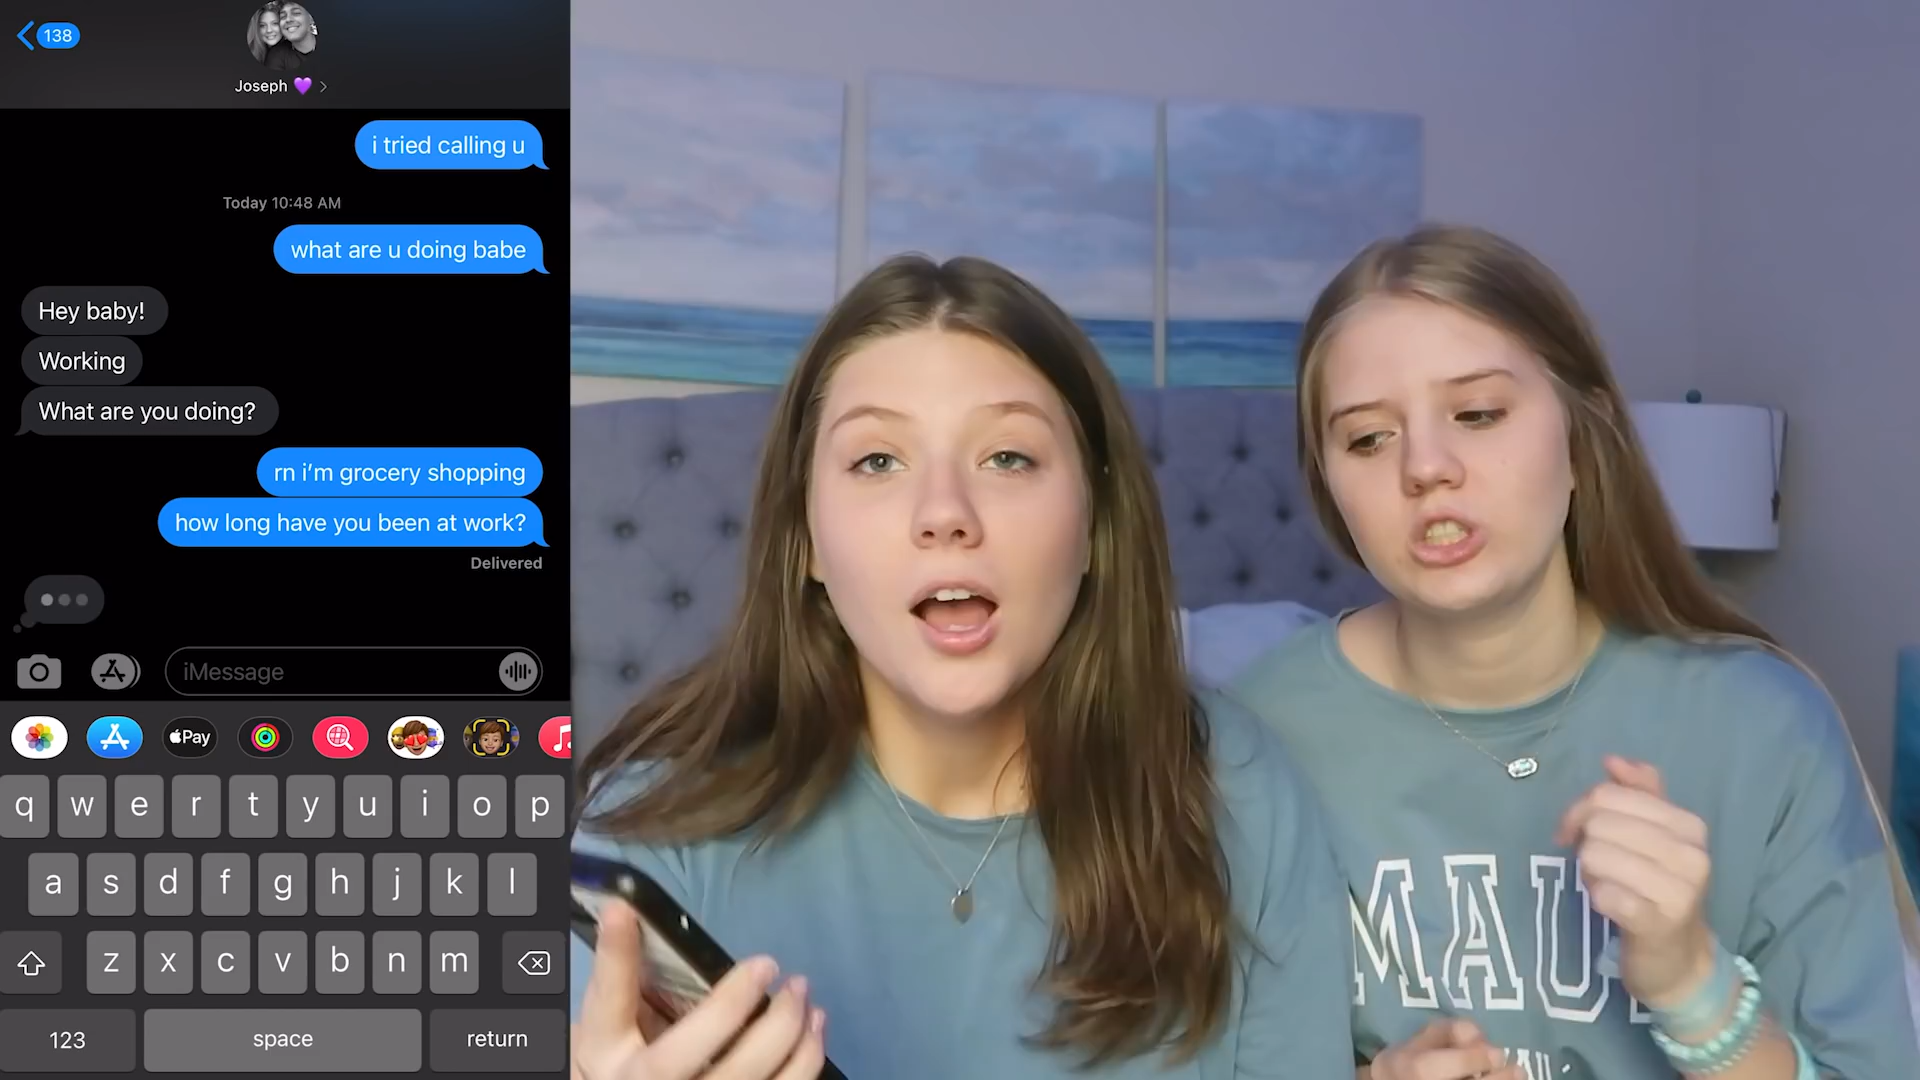 138
Joseph 💜
i tried calling u
Today 10:48 AM
what are u doing babe
Hey baby!
Working
What are you doing?
rn i'm grocery shopping
how long have you been at work?
Delivered
iMessage
Pay
q w e r t y u i o p
a s d f g h j k l
z x c v b n m
123 space return
MAU